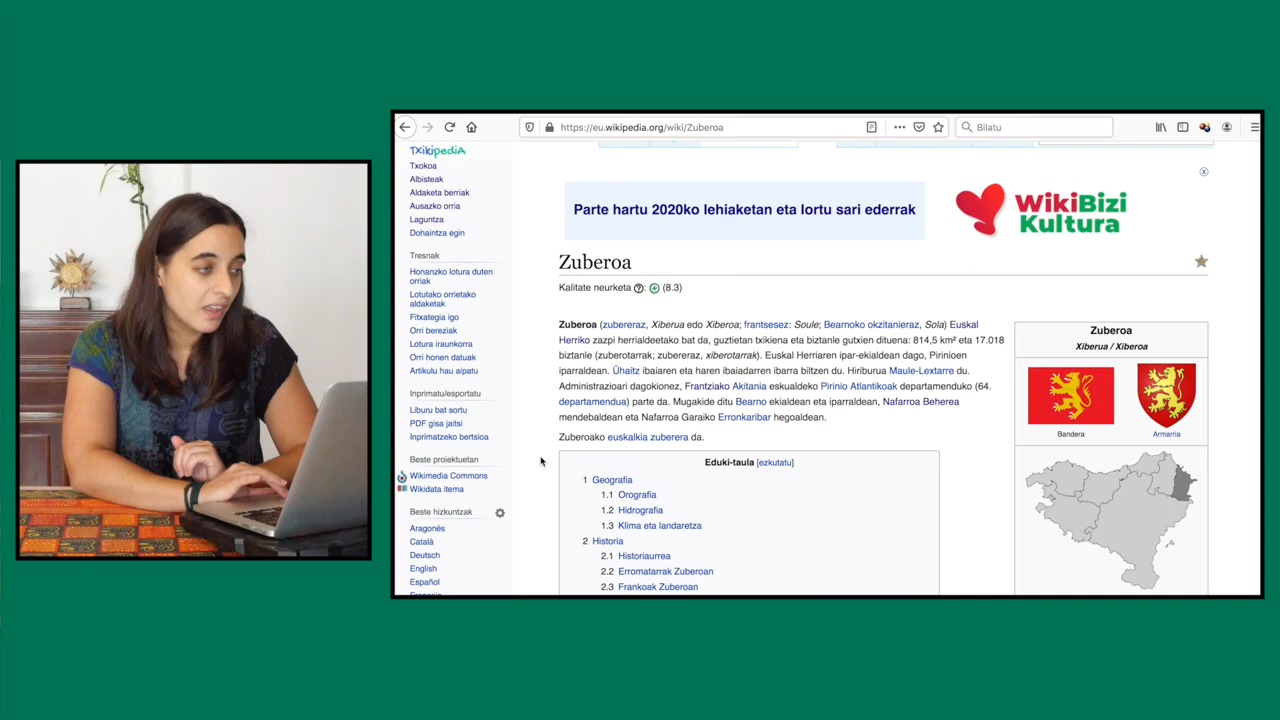 https://eu.wikipedia.org/wiki/Zuberoa
Bilatu
TXikipediA
Txokoa
Albisteak
Aldaketa berriak
Ausazko orria
Laguntza
Dohaintza egin
Tresnak
Honanzko lotura duten
orriak
Lotutako orrietako
aldaketak
Fitxategia igo
Orri bereziak
Lotura iraunkorra
Orri honen datuak
Artikulu hau aipatu
Inprimatu/esportatu
Liburu bat sortu
PDF gisa jaitsi
Inprimatzeko bertsioa
Beste proiektuetan
Wikimedia Commons
Wikidata itema
Beste hizkuntzak
Aragonés
Català
Deutsch
English
Español
Parte hartu 2020ko lehiaketan eta lortu sari ederrak
WikiBizi
Kultura
Zuberoa
Kalitate neurketa : (8.3)
Zuberoa (zubereraz, Xiberua edo Xiberoa; frantsesez: Soule; Bearnoko okzitanieraz, Sola) Euskal
Herriko zazpi herrialdeetako bat da, guztietan txikiena eta biztanle gutxien dituena: 814,5 km² eta 17.018
biztanle (zuberotarrak; zubereraz, xiberotarrak). Euskal Herriaren ipar-ekialdean dago, Pirinioen
iparraldean. Ühaitz ibaiaren eta haren ibaiadarren ibarra biltzen du. Hiriburua Maule-Lextarre du.
Administrazioari dagokionez, Frantziako Akitania eskualdeko Pirinio Atlantikoak departamenduko (64.
departamendua) parte da. Mugakide ditu Bearno ekialdean eta iparraldean, Nafarroa Beherea
mendebaldean eta Nafarroa Garaiko Erronkaribar hegoaldean.
Zuberoako euskalkia zuberera da.
Eduki-taula [ezkutatu]
1 Geografia
1.1 Orografia
1.2 Hidrografia
1.3 Klima eta landaretza
2 Historia
2.1 Historiaurrea
2.2 Erromatarrak Zuberoan
2.3 Frankoak Zuberoan
Zuberoa
Xiberua / Xiberoa
Bandera
Armarria